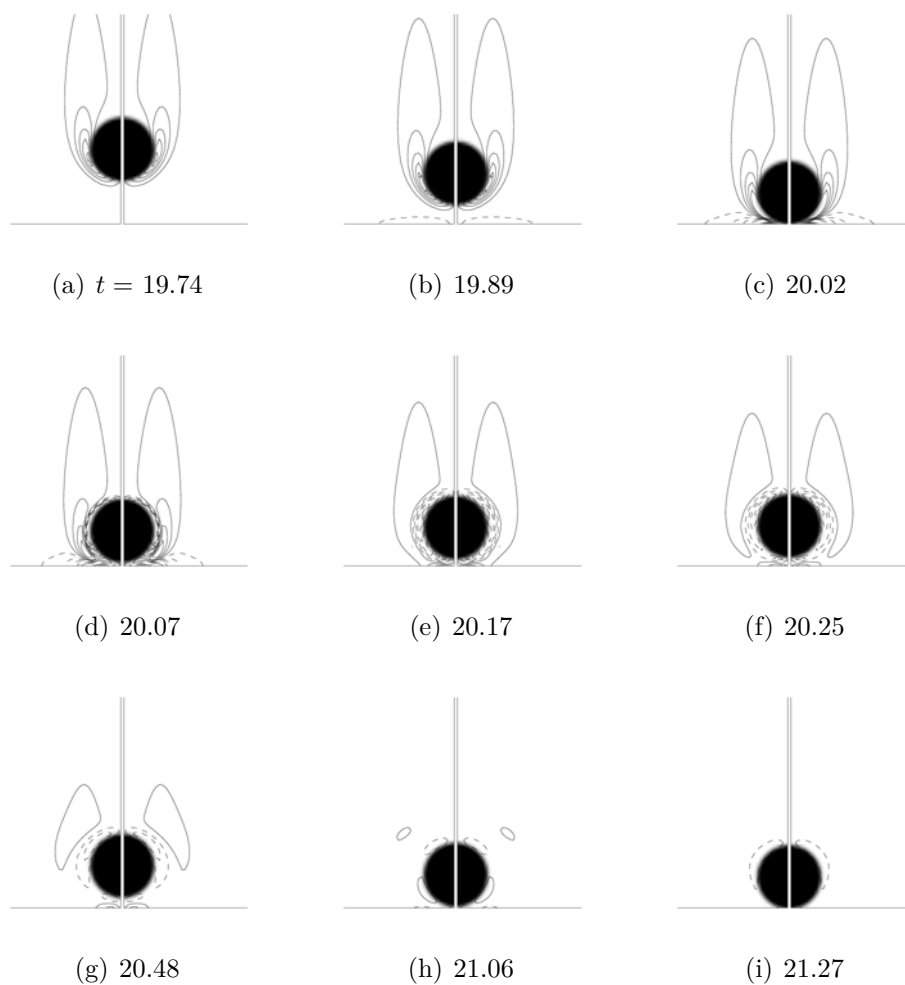 (a) t = 19.74
(b) 19.89
(c) 20.02
(d) 20.07
(e) 20.17
(f) 20.25
(g) 20.48
(h) 21.06
(i) 21.27